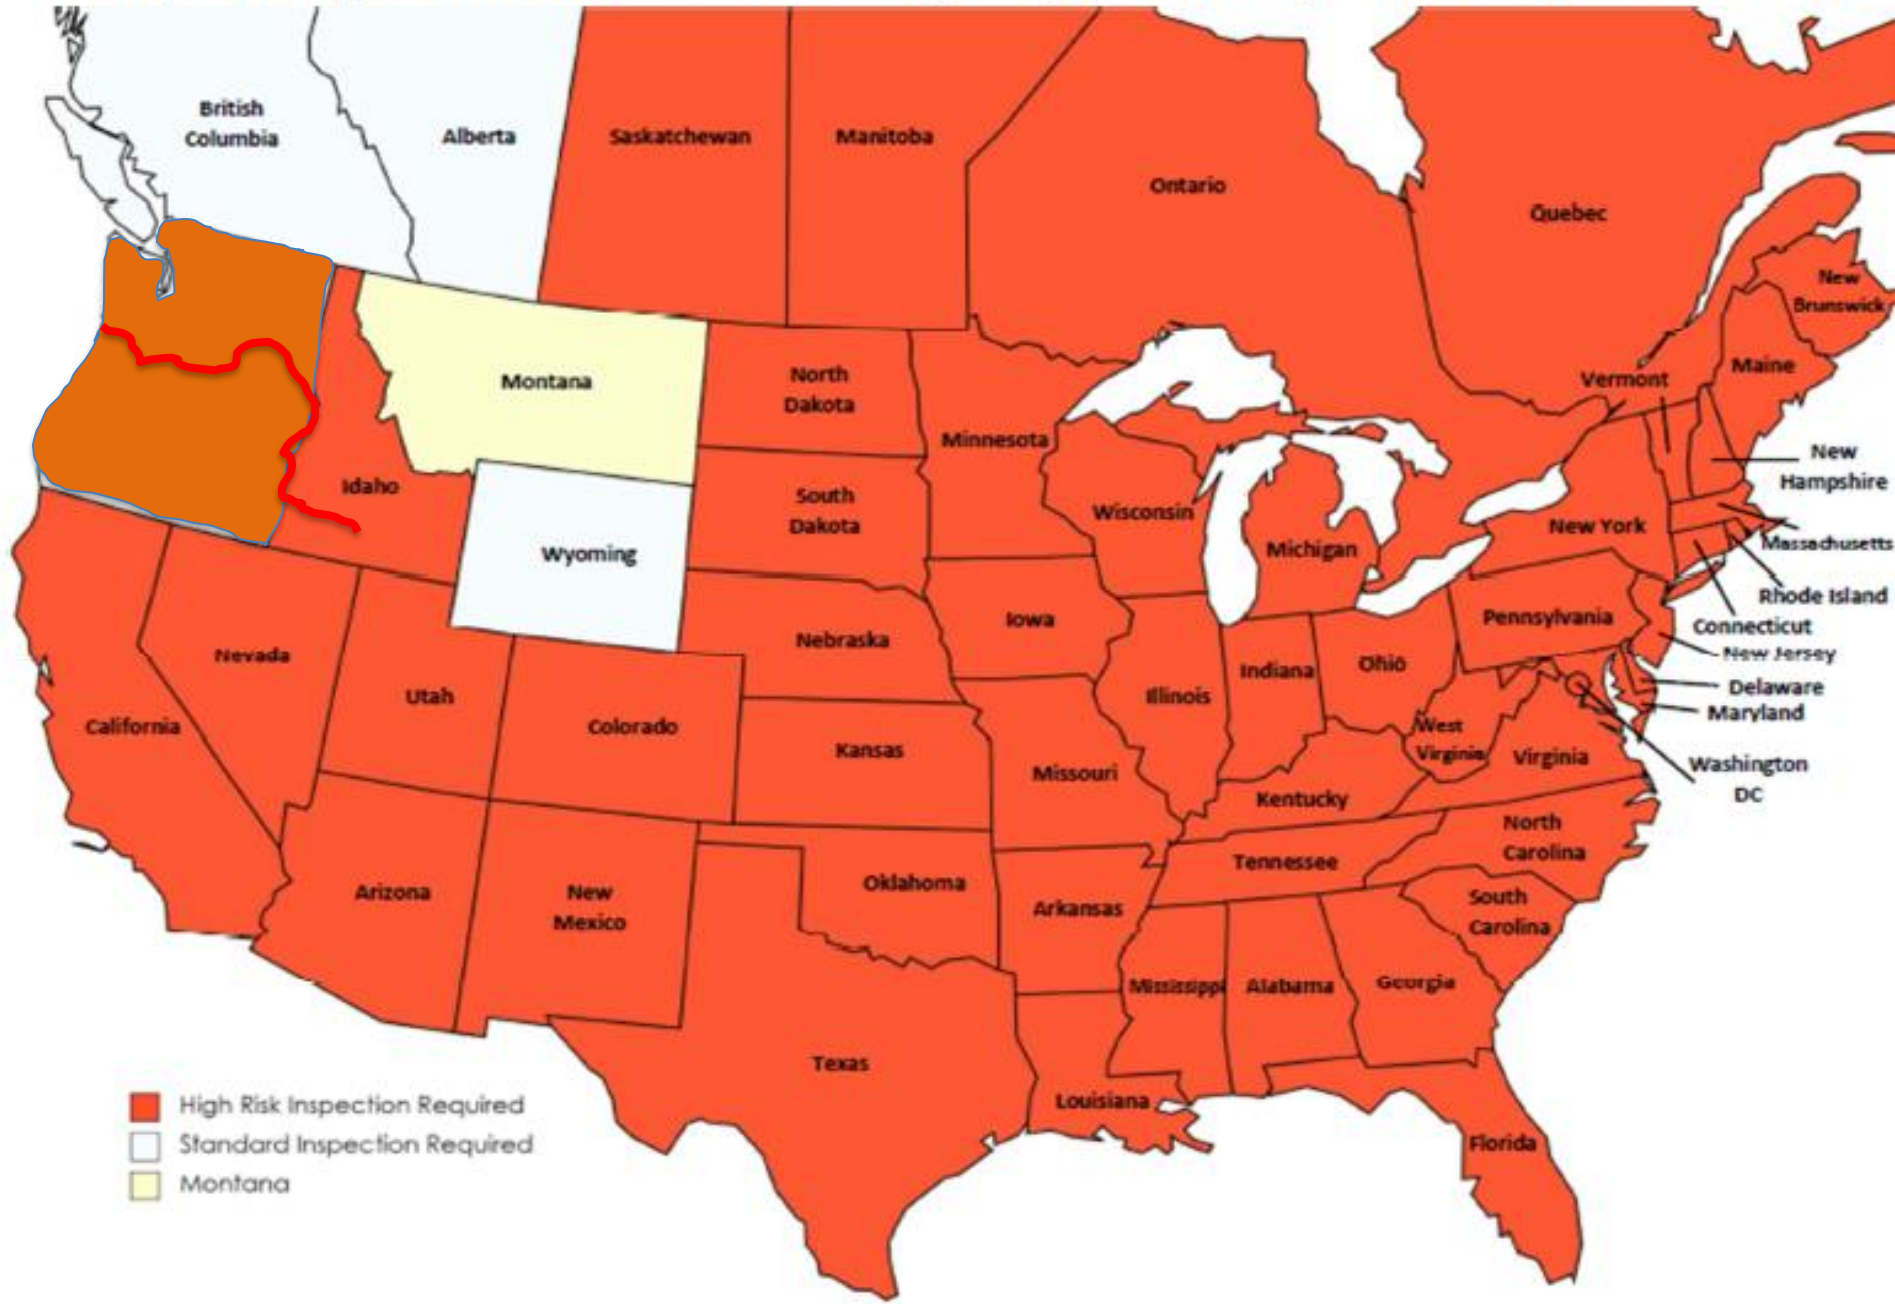 British
Columbia
Alberta
Saskatchewan
Manitoba
Ontario
Quebec
New
Brunswick
Maine
Vermont
Montana
North
Dakota
Minnesota
New
Hampshire
Idaho
South
Dakota
Wisconsin
Michigan
New York
Massachusetts
Wyoming
Rhode Island
Iowa
Pennsylvania
Connecticut
Nebraska
New Jersey
Nevada
Indiana
Ohio
Utah
Illinois
Delaware
Maryland
California
Colorado
Kansas
West
Virginia
Virginia
Missouri
Washington
DC
Kentucky
North
Carolina
Tennessee
Arizona
New
Mexico
Oklahoma
Arkansas
South
Carolina
Mississippi
Alabama
Georgia
Texas
Louisiana
Florida
High Risk Inspection Required
Standard Inspection Required
Montana